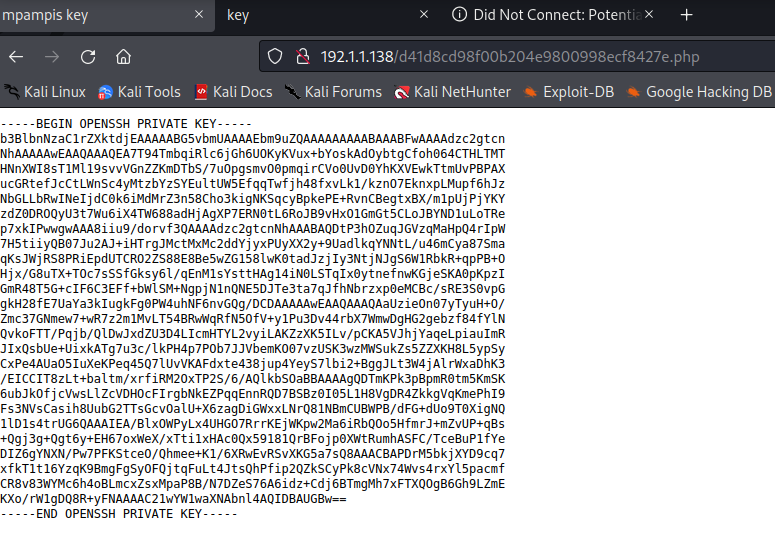 mpampis key
key
Did Not Connect: Potentia
192.1.1.138/d41d8cd98f00b204e9800998ecf8427e.php
Kali Linux
Kali Tools
Kali Docs
Kali Forums
Kali NetHunter
Exploit-DB
Google Hacking DB
-----BEGIN OPENSSH PRIVATE KEY-----
b3BlbnNzaC1rZXktdjEAAAAABG5vbmUAAAAEbm9uZQAAAAAAAAABAAABFwAAAAdzc2gtcn
NhAAAAAwEAAQAAAQEA7T94TmbqiRlc6jGh6UOKyKVux+bYoskAdOybtgCfoh064CTHLTMT
HNnXWI8sT1Ml19svvVGnZZKmDTbS/7uOpgsmvO0pmqirCVo0UvD0YhKXVEwkTtmUvPBPAX
ucGRtefJcCtLWnSc4yMtzbYzSYEultUW5EfqqTwfjh48fxvLk1/kznO7EknxpLMupf6hJz
NbGLLbRwINeIjdC0k6iMdMrZ3n58Cho3kigNKSqcyBpkePE+RvnCBegtxBX/m1pUjPjYKY
zdZ0DROQyU3t7Wu6iX4TW688adHjAgXP7ERN0tL6RoJB9vHxO1GmGt5CLoJBYND1uLoTRe
p7xkIPwwgwAAA8iiu9/dorvf3QAAAAdzc2gtcnNhAAABAQDtP3hOZuqJGVzqMaHpQ4rIpW
7H5tiiyQB07Ju2AJ+iHTrgJMctMxMc2ddYjyxPUyXX2y+9UadlkqYNNtL/u46mCya87Sma
qKsJWjRS8PRiEpdUTCRO2ZS88E8Be5wZG158lwK0tadJzjIy3NtjNJgS6W1RbkR+qpPB+O
Hjx/G8uTX+TOc7sSSfGksy6l/qEnM1sYsttHAg14iN0LSTqIx0ytnefnwKGjeSKA0pKpzI
GmR48T5G+cIF6C3EFf+bWlSM+NgpjN1nQNE5DJTe3ta7qJfhNbrzxp0eMCBc/sRE3S0vpG
gkH28fE7UaYa3kIugkFg0PW4uhNF6nvGQg/DCDAAAAAwEAAQAAAQAaUzieOn07yTyuH+O/
Zmc37GNmew7+wR7z2m1MvLT54BRwWqRfN5OfV+y1Pu3Dv44rbX7WmwDgHG2gebzf84fYlN
QvkoFTT/Pqjb/QlDwJxdZU3D4LIcmHTYL2vyiLAKZzXK5ILv/pCKA5VJhjYaqeLpiauImR
JIxQsbUe+UixkATg7u3c/lkPH4p7POb7JJVbemKO07vzUSK3wzMWSukZs5ZZXKH8L5ypSy
CxPe4AUaO5IuXeKPeq45Q7lUvVKAFdxte438jup4YeyS7lbi2+BggJLt3W4jAlrWxaDhK3
/EICCIT8zLt+baltm/xrfiRM2OxTP2S/6/AQlkbSOaBBAAAAgQDTmKPk3pBpmR0tm5KmSK
6ubJkOfjcVwsLlZcVDHOcFIrgbNkEZPqqEnnRQD7BSBz0I05L1H8VgDR4ZkkgVqKmePhI9
Fs3NVsCasih8UubG2TTsGcvOalU+X6zagDiGWxxLNrQ81NBmCUBWPB/dFG+dUo9T0XigNQ
1lD1s4trUG6QAAAIEA/BlxOWPyLx4UHGO7RrrKEjWKpw2Ma6iRbQOo5HfmrJ+mZvUP+qBs
+Qgj3g+Qgt6y+EH67oxWeX/xTti1xHAc0Qx59181QrBFojp0XWtRumhASFC/TceBuP1fYe
DIZ6gYNXN/Pw7PFKStceO/Qhmee+K1/6XRwEvRSvXKG5a7sQ8AAACBAPDrM5bkjXYD9cq7
xfkT1t16YzqK9BmgFgSyOFQjtqFuLt4JtsQhPfip2QZkSCyPk8cVNx74Wvs4rxYl5pacmf
CR8v83WYMc6h4oBLmcxZsxMpaP8B/N7DZeS76A6idz+Cdj6BTmgMh7xFTXQOgB6Gh9LZmE
KXo/rW1gDQ8R+yFNAAAAC21wYW1waXNAbnl4AQIDBAUGBw==
-----END OPENSSH PRIVATE KEY-----